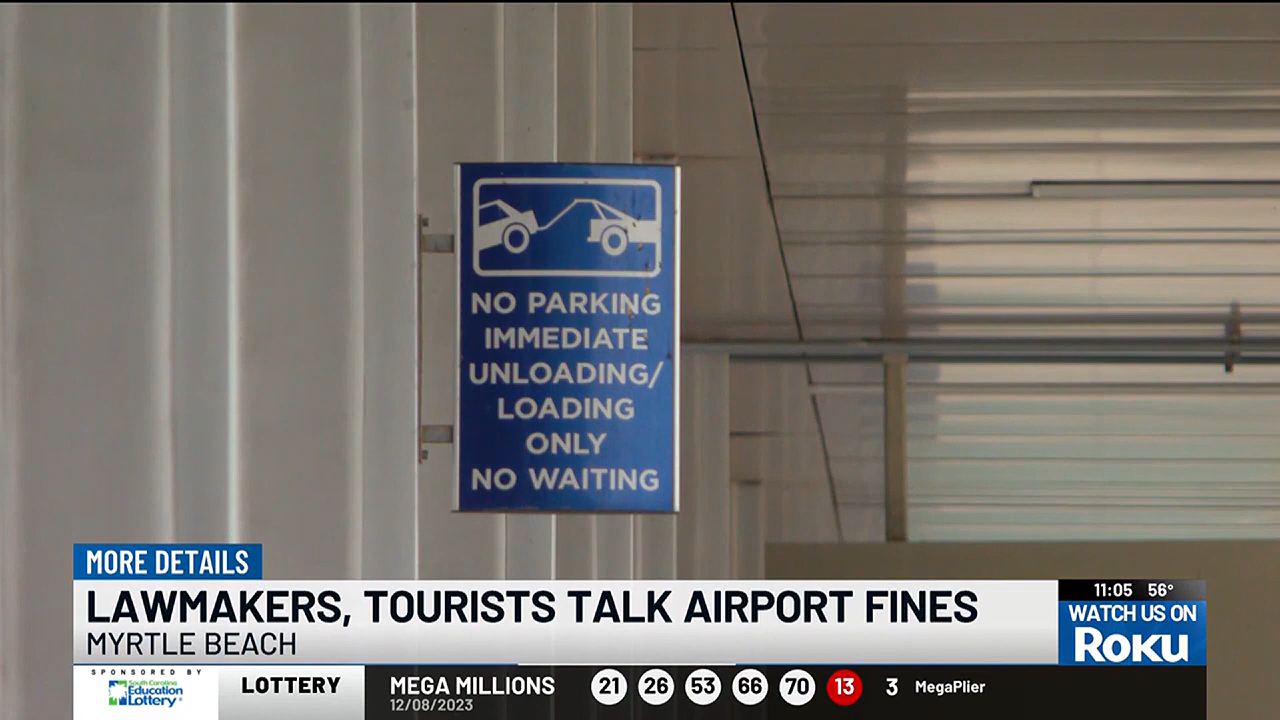 NO PARKING
IMMEDIATE
UNLOADING/
LOADING
ONLY
NO WAITING
MORE DETAILS
LAWMAKERS, TOURISTS TALK AIRPORT FINES
MYRTLE BEACH
11:05 56°
WATCH US ON
ROKU
SPONSORED BY
South Carolina
Education
Lottery
LOTTERY
MEGA MILLIONS
12/08/2023
21 26 53 66 70 13 3 MegaPlier